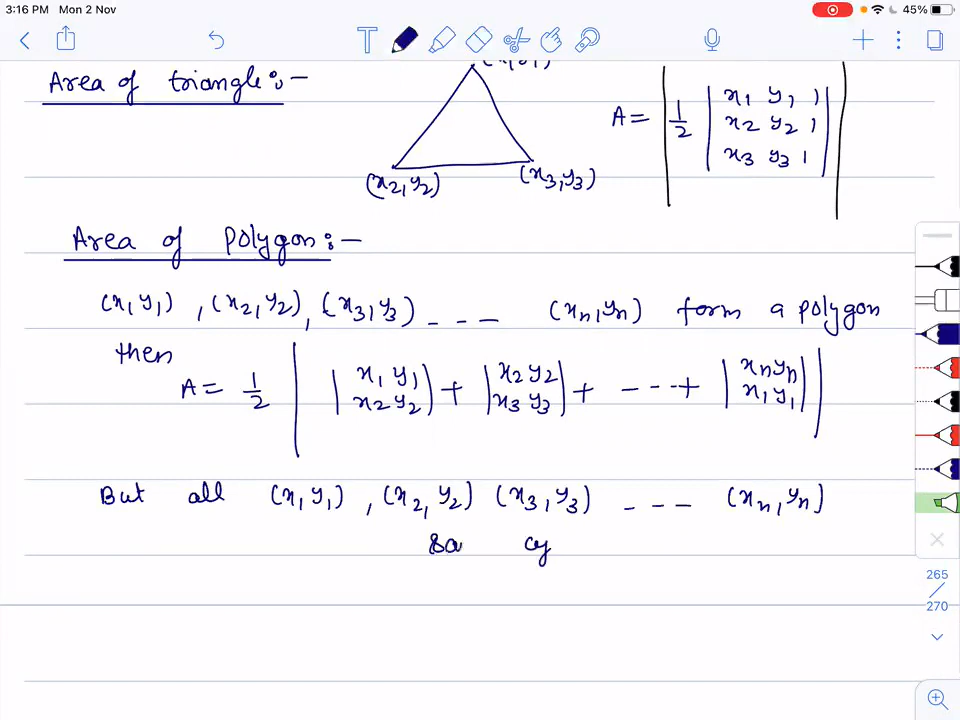 3:16 PM Mon 2 Nov 45%
Area of triangle :-
A = | 1/2 | x1 y1 1
x2 y2 1
x3 y3 1 | |
(x2, y2) (x3, y3)
Area of polygon :-
(x1 y1) , (x2, y2) , (x3, y3) - - - (xn, yn) form a polygon
then
A = 1/2 | | x1 y1 | + | x2 y2 | + - - - + | xn yn | |
| x2 y2 | | x3 y3 | | x1 y1 |
But all (x1 y1) , (x2, y2) (x3, y3) - - - (xn, yn)
sa cy
265
270